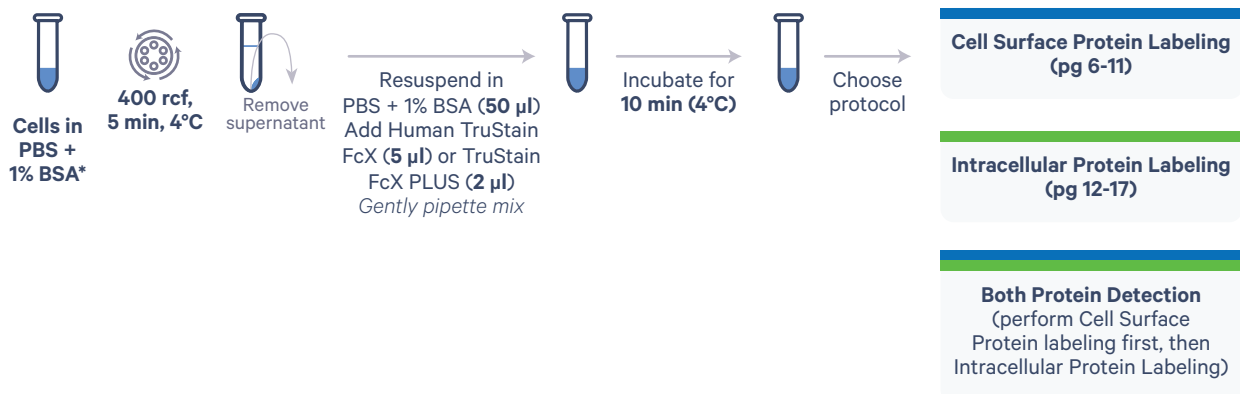 Cells in
PBS +
1% BSA*
400 rcf,
5 min, 4°C
Remove
supernatant
Resuspend in
PBS + 1% BSA (50 µl)
Add Human TruStain
FcX (5 µl) or TruStain
FcX PLUS (2 µl)
Gently pipette mix
Incubate for
10 min (4°C)
Choose
protocol
Cell Surface Protein Labeling
(pg 6-11)
Intracellular Protein Labeling
(pg 12-17)
Both Protein Detection
(perform Cell Surface
Protein labeling first, then
Intracellular Protein Labeling)